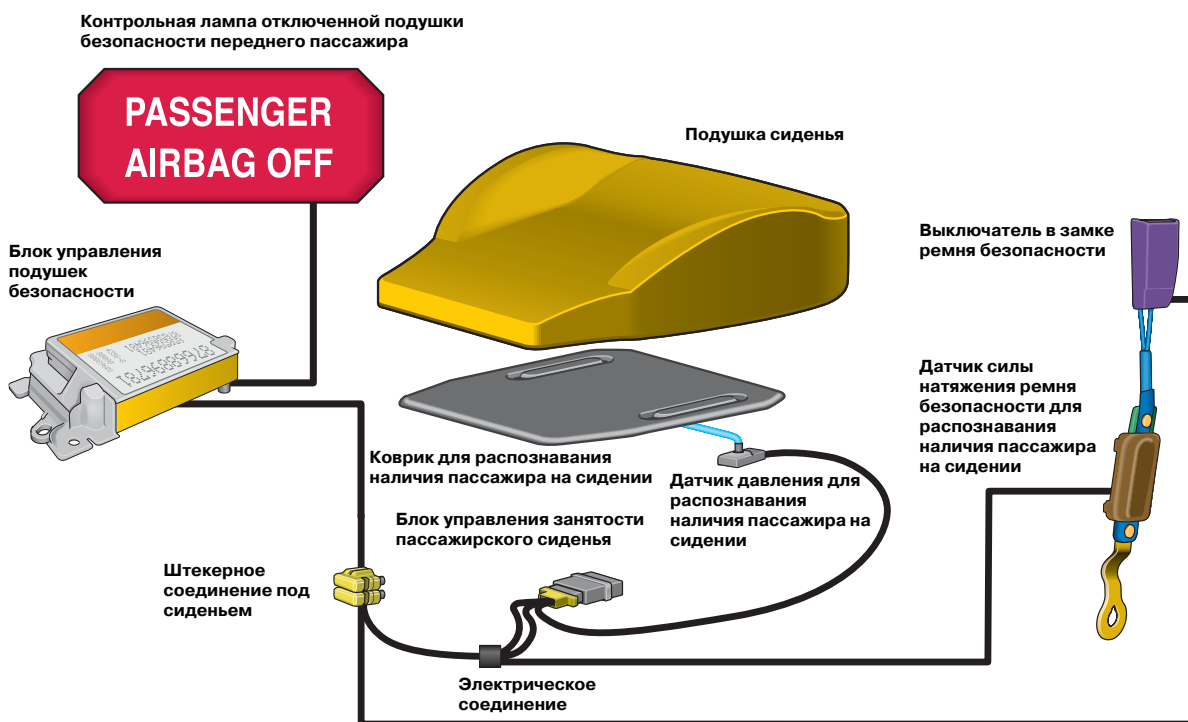 Контрольная лампа отключенной подушки
безопасности переднего пассажира
PASSENGER
AIRBAG OFF
Подушка сиденья
Выключатель в замке
ремня безопасности
Блок управления
подушек
безопасности
Датчик силы
натяжения ремня
безопасности для
распознавания
наличия пассажира
на сидении
Коврик для распознавания
наличия пассажира на сидении
Датчик давления для
распознавания
наличия пассажира на
сидении
Блок управления занятости
пассажирского сиденья
Штекерное
соединение под
сиденьем
Электрическое
соединение